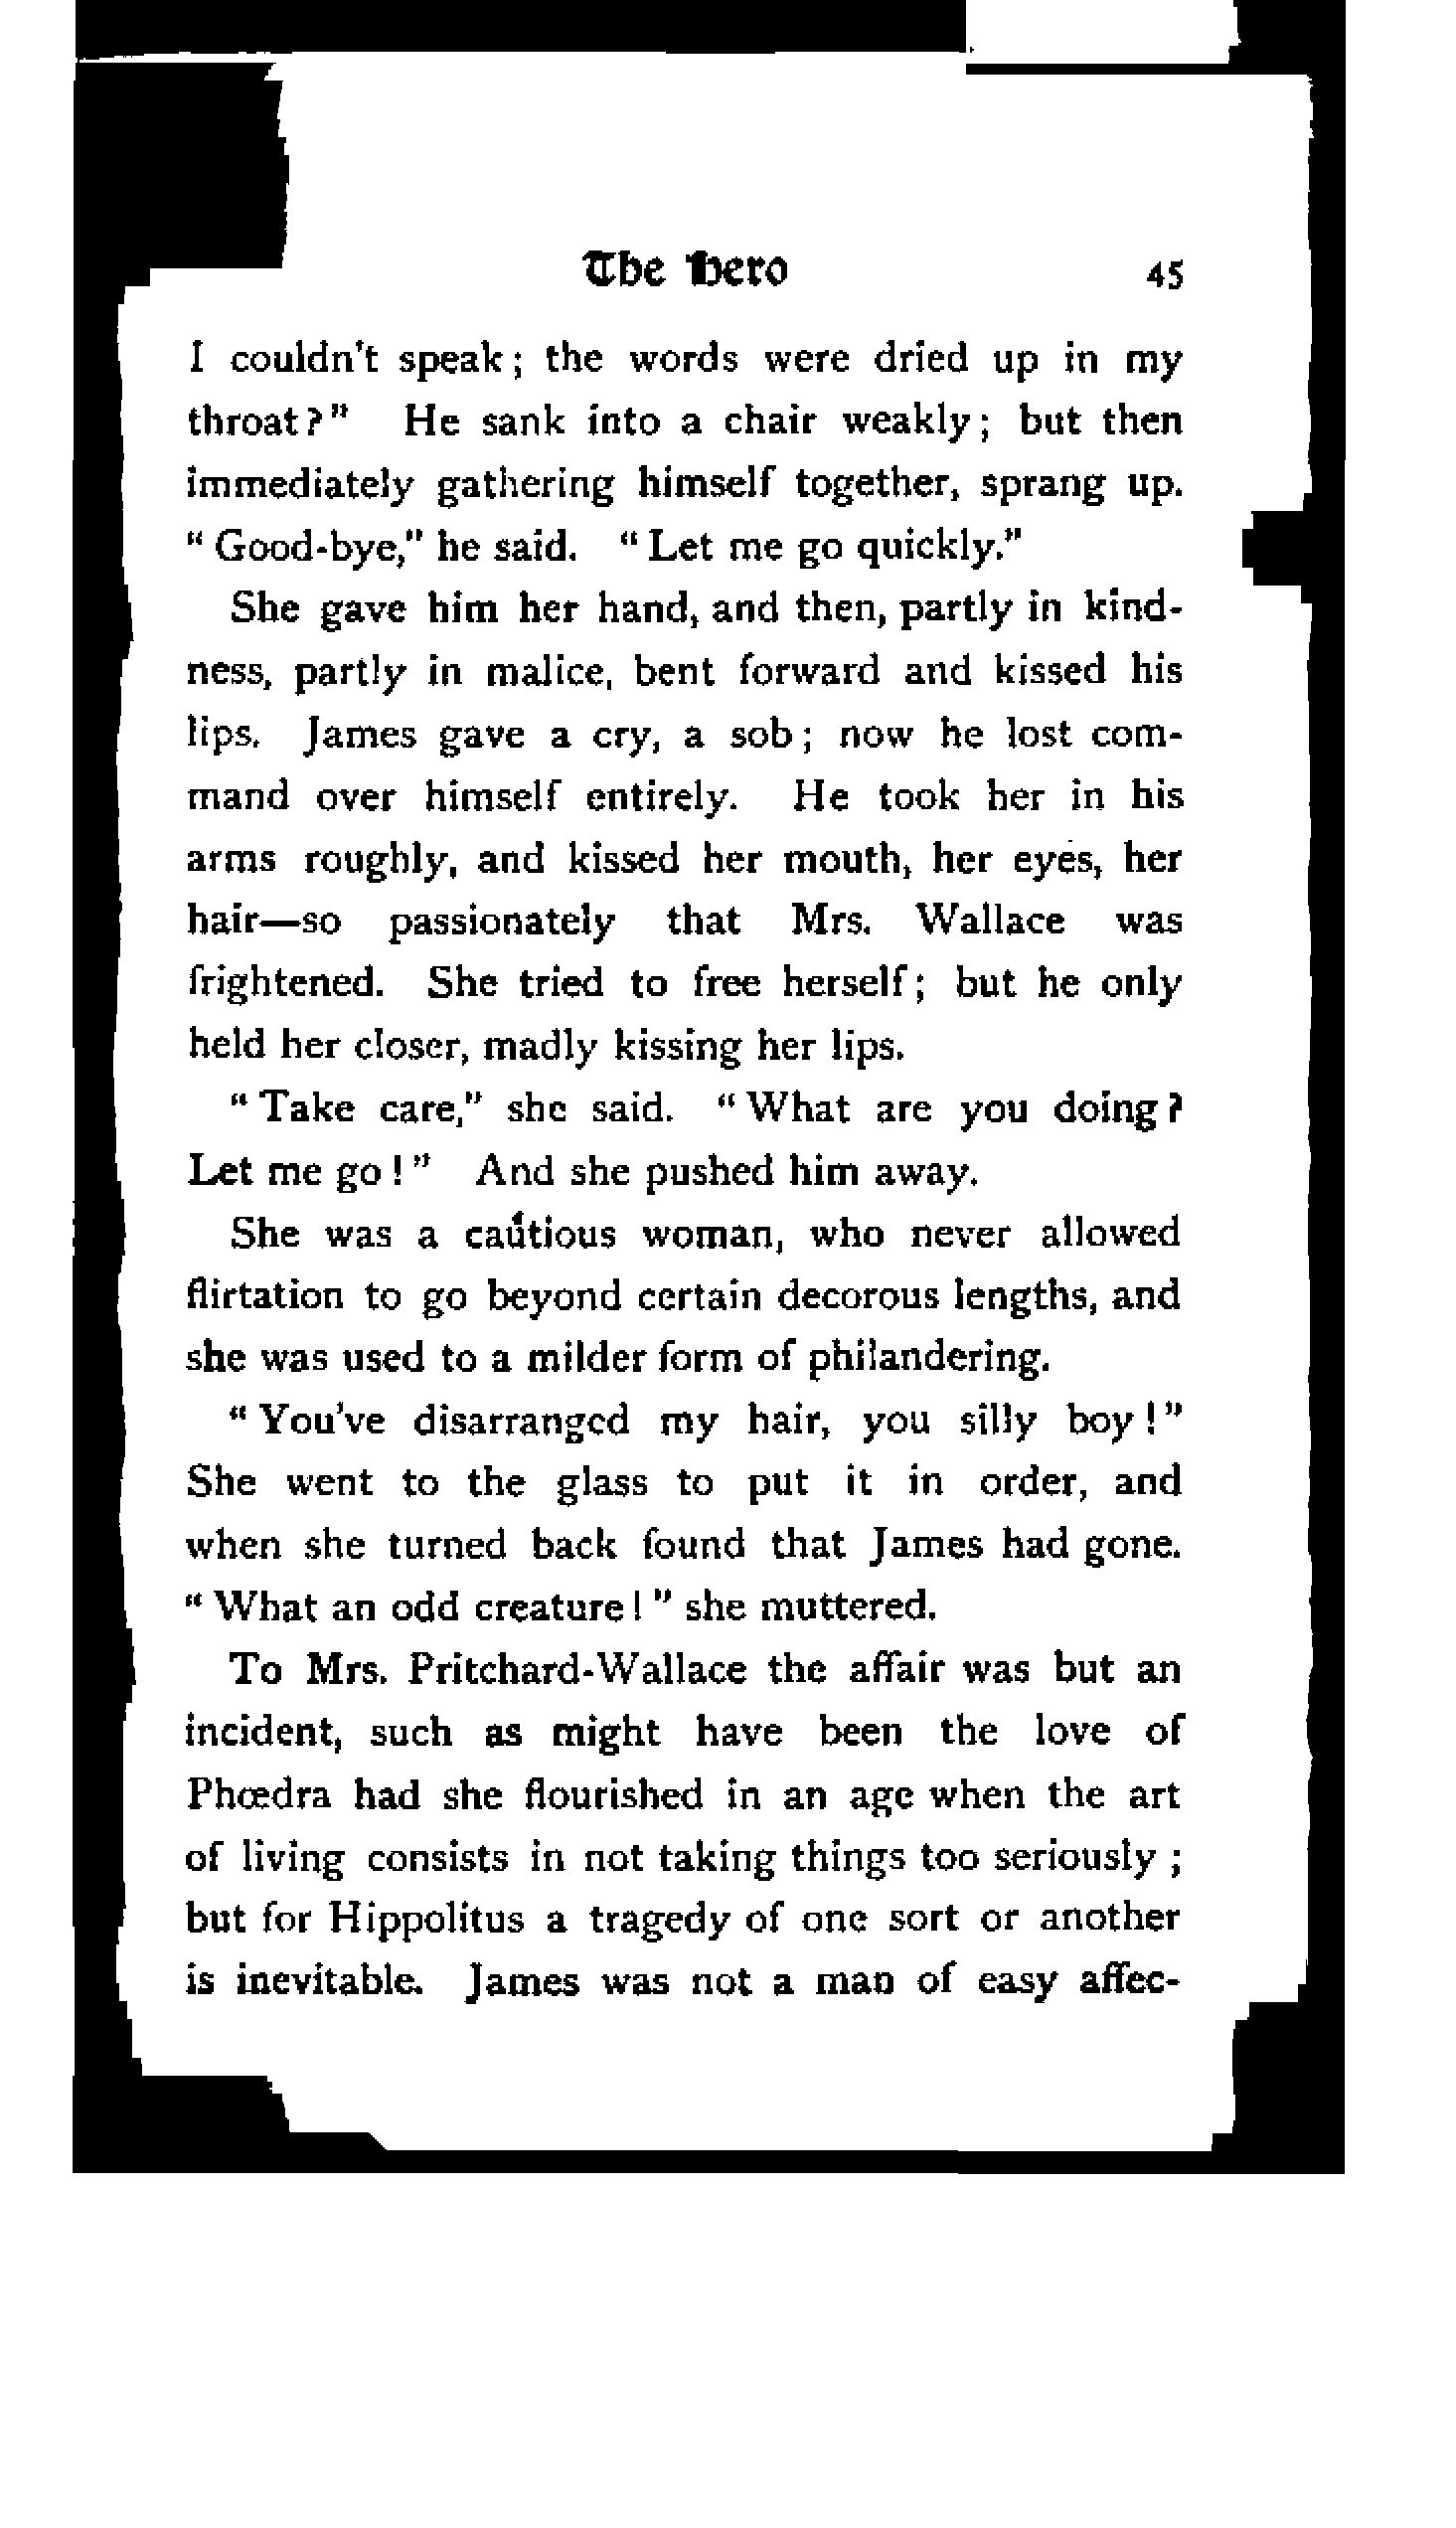 The Hero 45
I couldn't speak; the words were dried up in my
throat?" He sank into a chair weakly; but then
immediately gathering himself together, sprang up.
"Good-bye," he said. "Let me go quickly."
She gave him her hand, and then, partly in kind-
ness, partly in malice, bent forward and kissed his
lips. James gave a cry, a sob; now he lost com-
mand over himself entirely. He took her in his
arms roughly, and kissed her mouth, her eyes, her
hair—so passionately that Mrs. Wallace was
frightened. She tried to free herself; but he only
held her closer, madly kissing her lips.
"Take care," she said. "What are you doing?
Let me go!" And she pushed him away.
She was a cautious woman, who never allowed
flirtation to go beyond certain decorous lengths, and
she was used to a milder form of philandering.
"You've disarranged my hair, you silly boy!"
She went to the glass to put it in order, and
when she turned back found that James had gone.
"What an odd creature!" she muttered.
To Mrs. Pritchard-Wallace the affair was but an
incident, such as might have been the love of
Phœdra had she flourished in an age when the art
of living consists in not taking things too seriously;
but for Hippolitus a tragedy of one sort or another
is inevitable. James was not a man of easy affec-